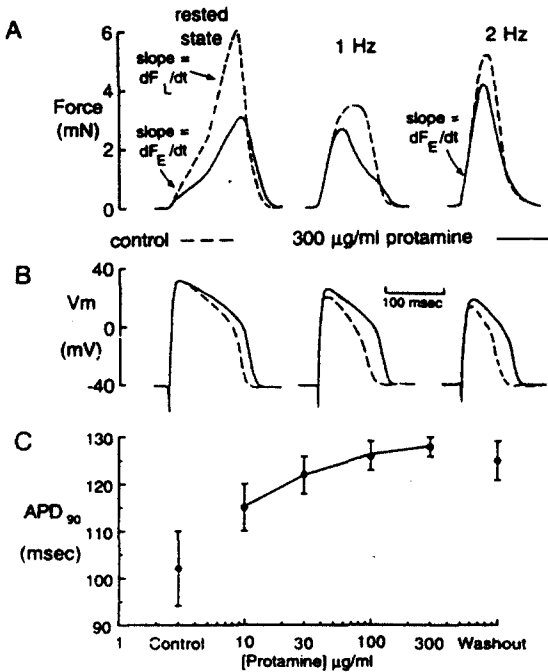 A
rested
state
1 Hz
2 Hz
slope =
dF_L/dt
Force
(mN)
slope =
dF_E/dt
slope =
dF_E/dt
6
4
2
0
control
300 µg/ml protamine
B
Vm
(mV)
40
0
-40
100 msec
C
APD₉₀
(msec)
130
120
110
100
90
1 Control 10 30 100 300 Washout
[Protamine] µg/ml